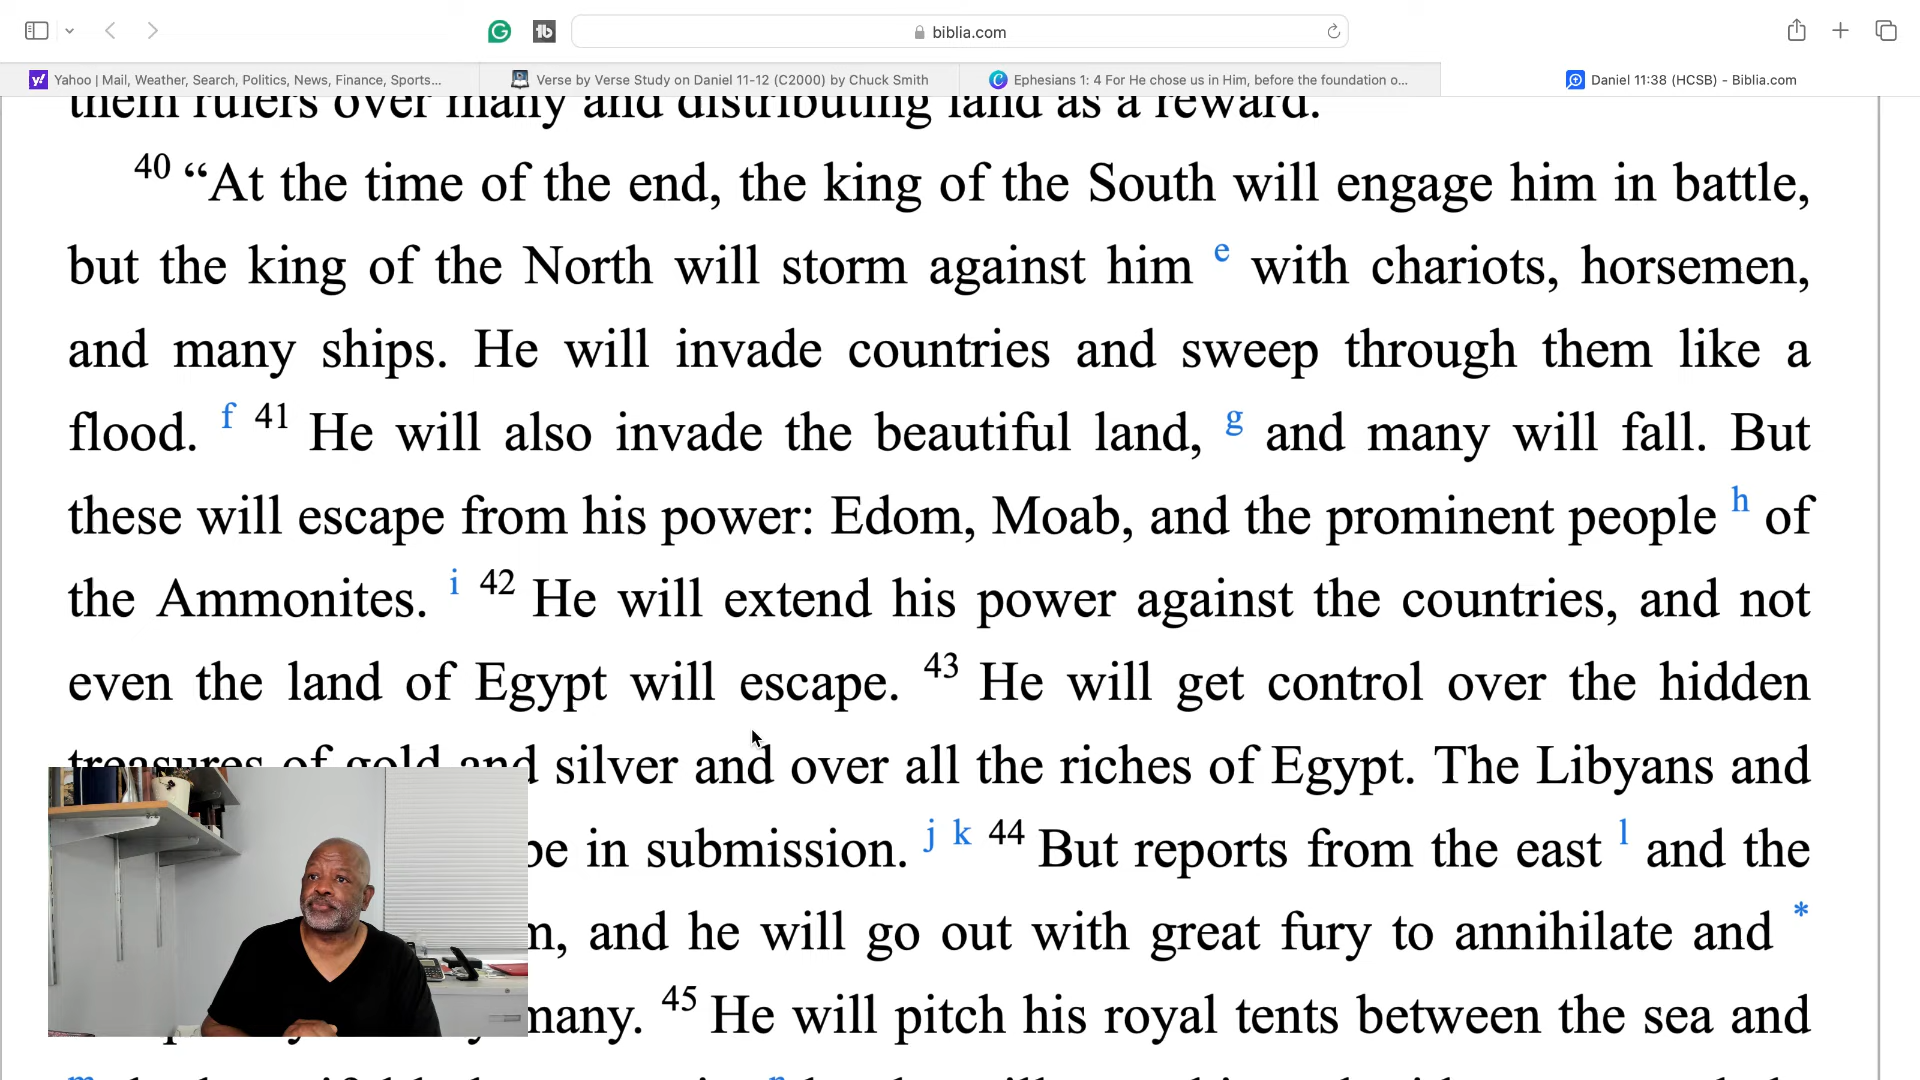 biblia.com
Yahoo | Mail, Weather, Search, Politics, News, Finance, Sports...
Verse by Verse Study on Daniel 11-12 (C2000) by Chuck Smith
Ephesians 1: 4 For He chose us in Him, before the foundation o...
Daniel 11:38 (HCSB) - Biblia.com
them rulers over many and distributing land as a reward.
40 “At the time of the end, the king of the South will engage him in battle,
but the king of the North will storm against him e with chariots, horsemen,
and many ships. He will invade countries and sweep through them like a
flood. f 41 He will also invade the beautiful land, g and many will fall. But
these will escape from his power: Edom, Moab, and the prominent people h of
the Ammonites. i 42 He will extend his power against the countries, and not
even the land of Egypt will escape. 43 He will get control over the hidden
treasures of gold and silver and over all the riches of Egypt. The Libyans and
be in submission. j k 44 But reports from the east l and the
m, and he will go out with great fury to annihilate and *
many. 45 He will pitch his royal tents between the sea and